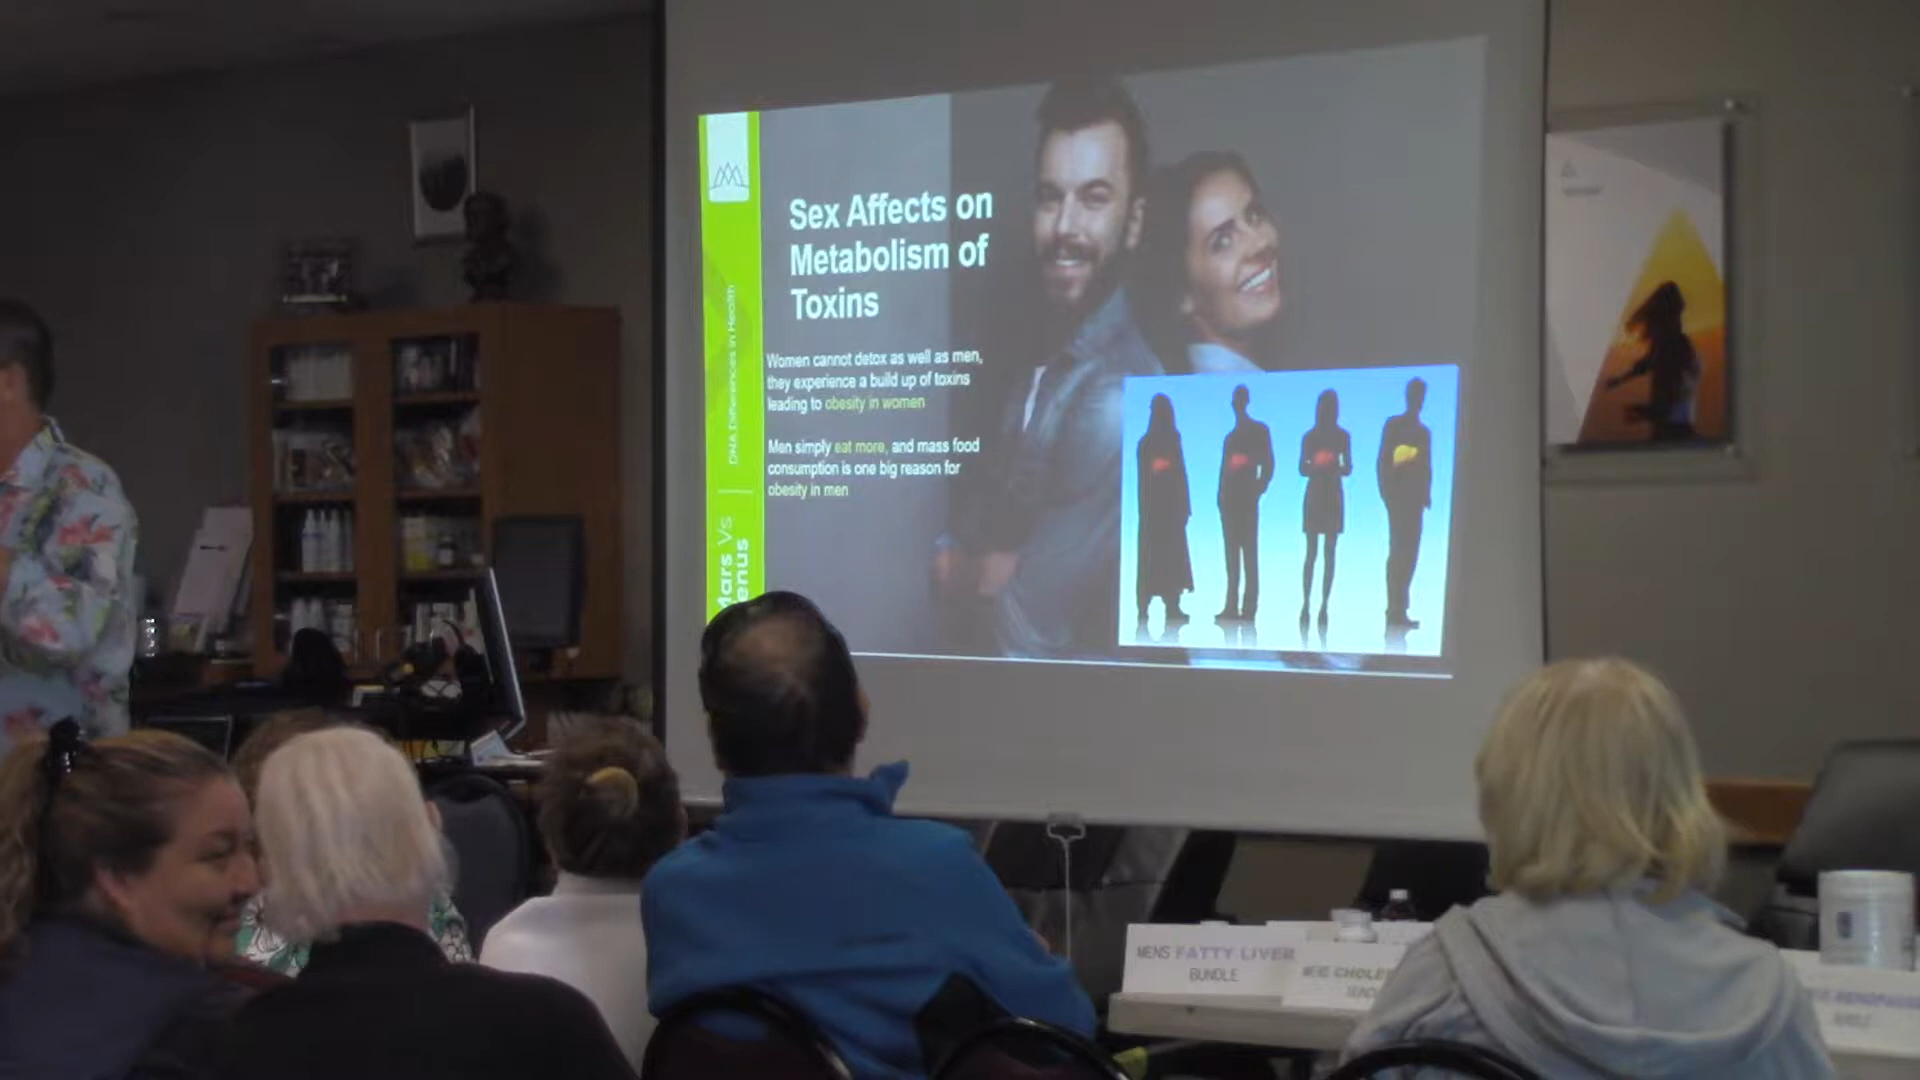 Sex Affects on
Metabolism of
Toxins
Women cannot detox as well as men,
they experience a build up of toxins
leading to obesity in women
Men simply eat more, and mass food
consumption is one big reason for
obesity in men
DNA Differences in Health
Mars Vs
enus
MENS FATTY LIVER
BUNDLE